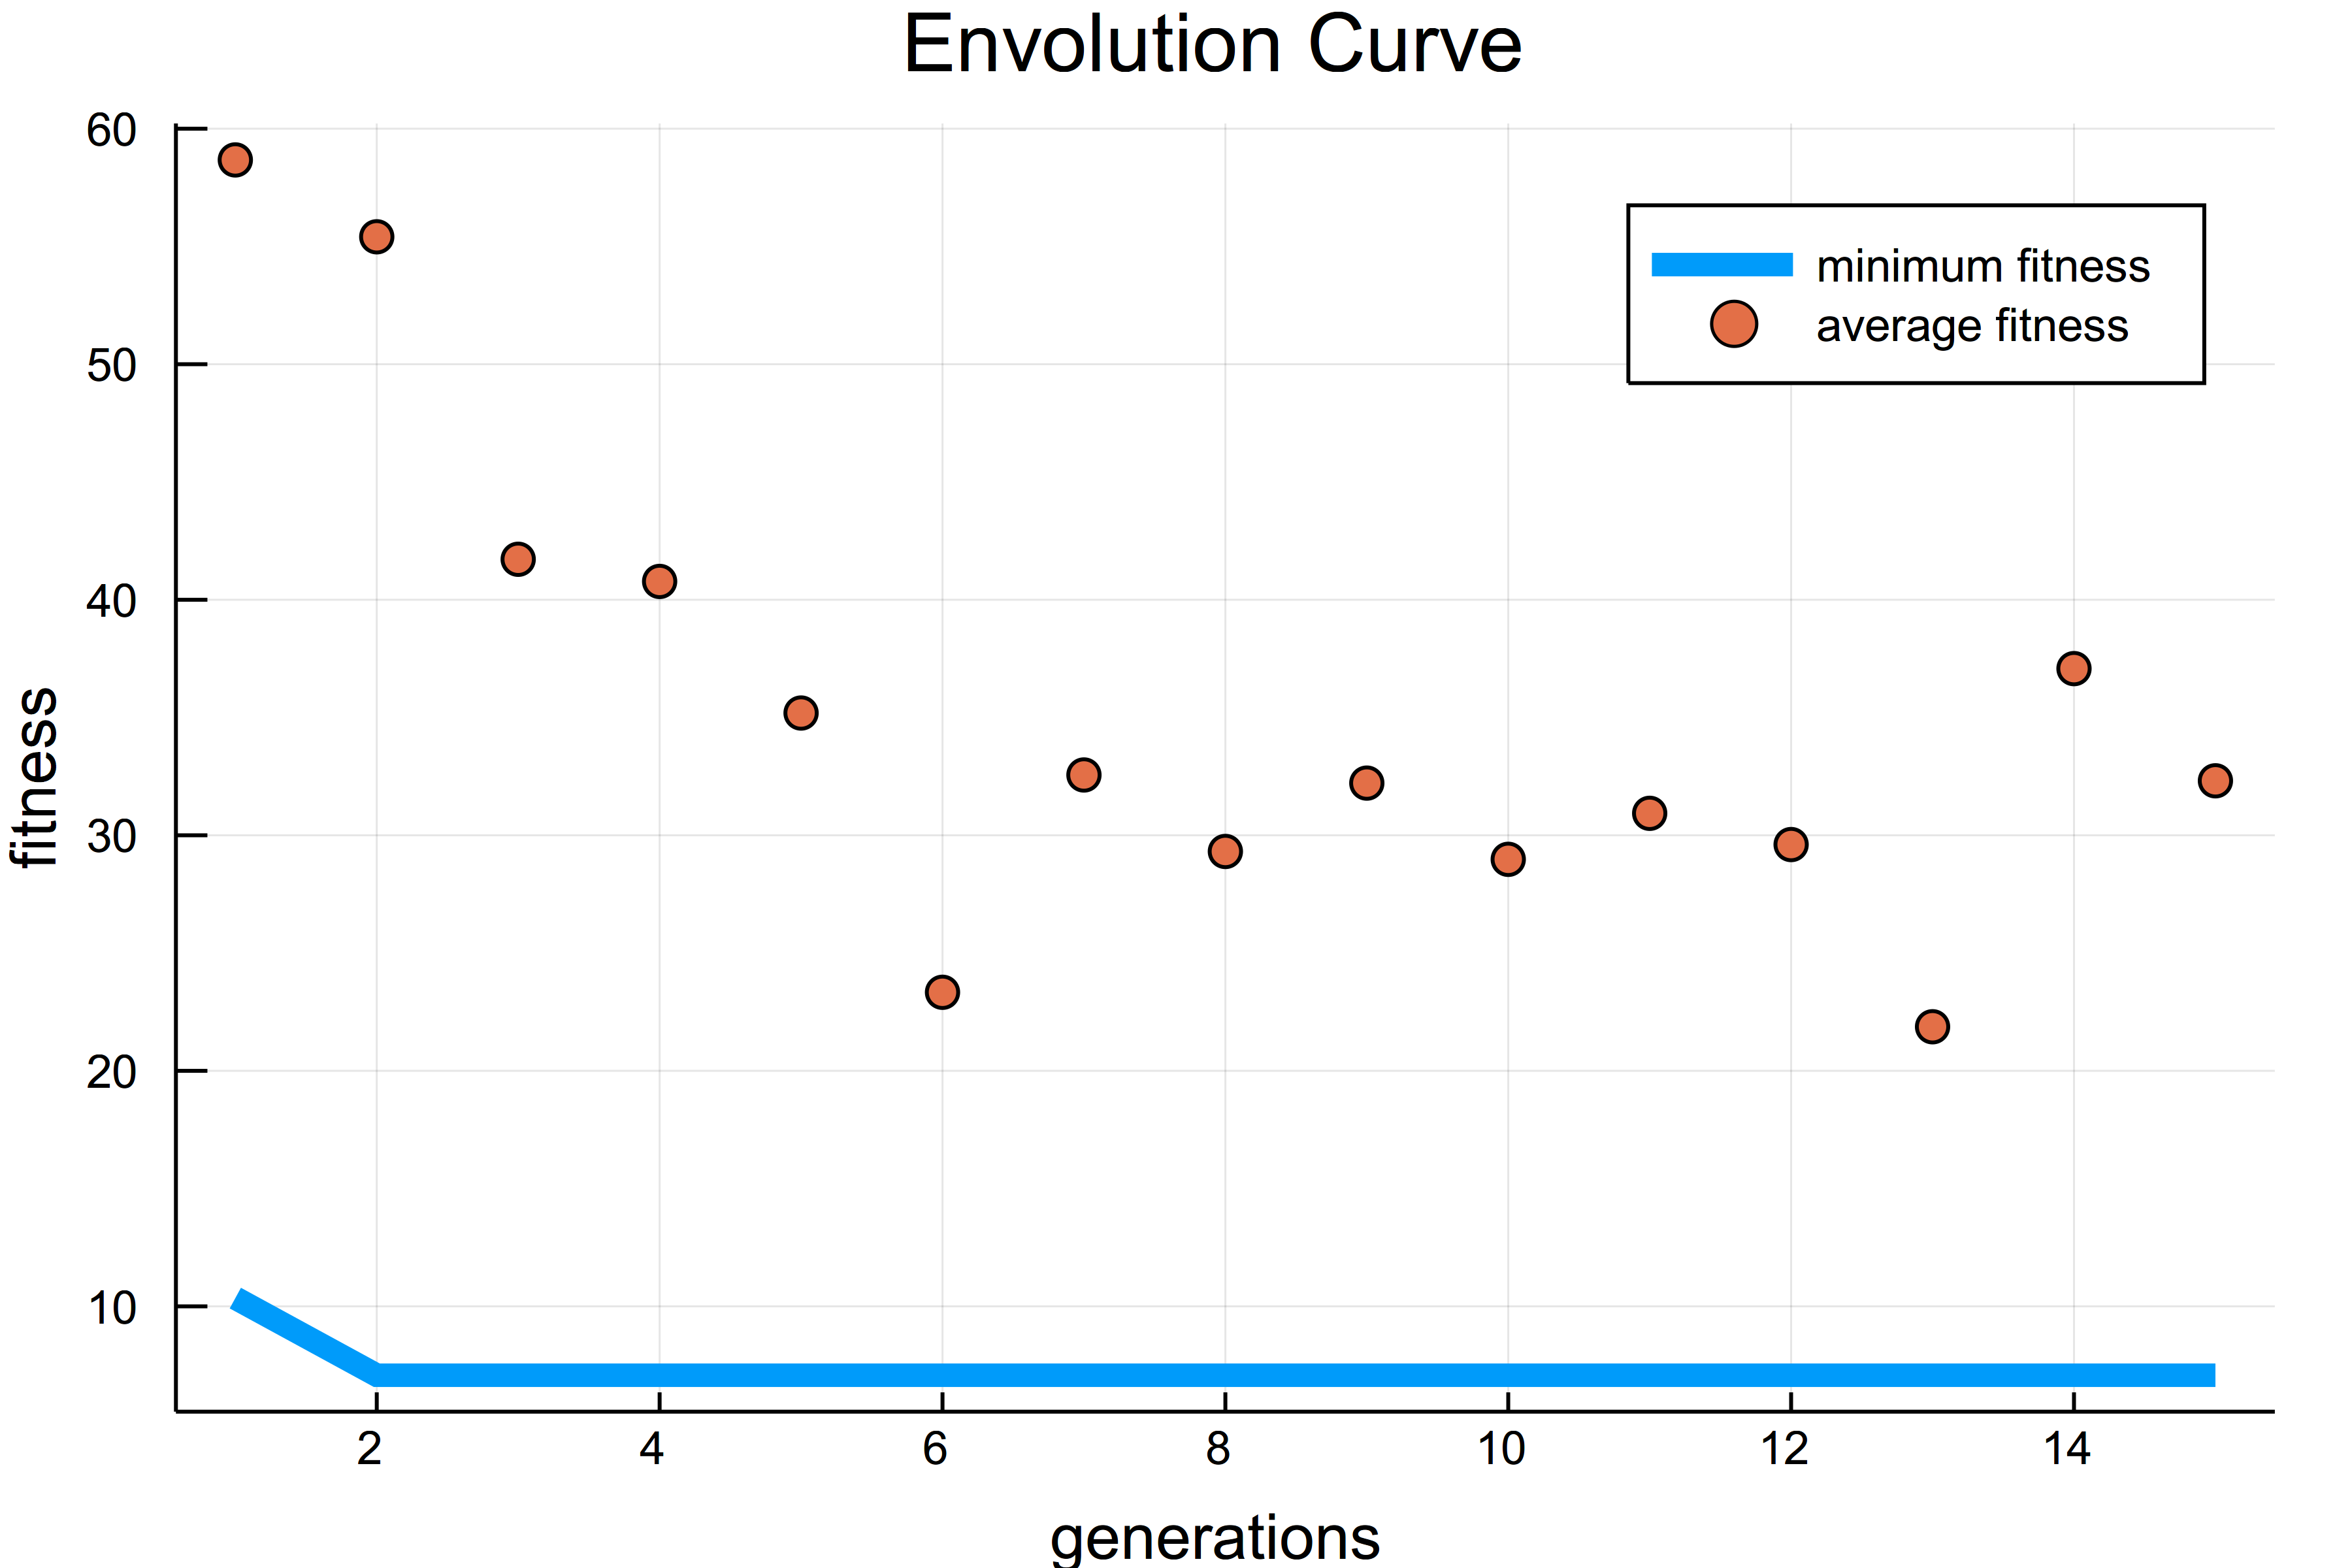 Envolution Curve
60
50
40
30
20
10
fitness
minimum fitness
average fitness
2 4 6 8 10 12 14
generations